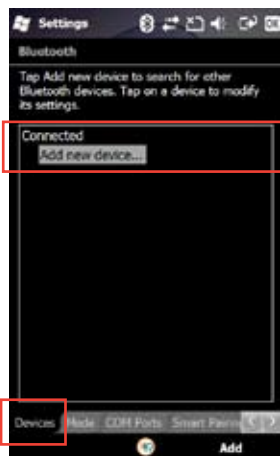 Settings
Bluetooth
Tap Add new device to search for other
Bluetooth devices. Tap on a device to modify
its settings.
Connected
Add new device...
Devices Mode COM Ports Smart
Add